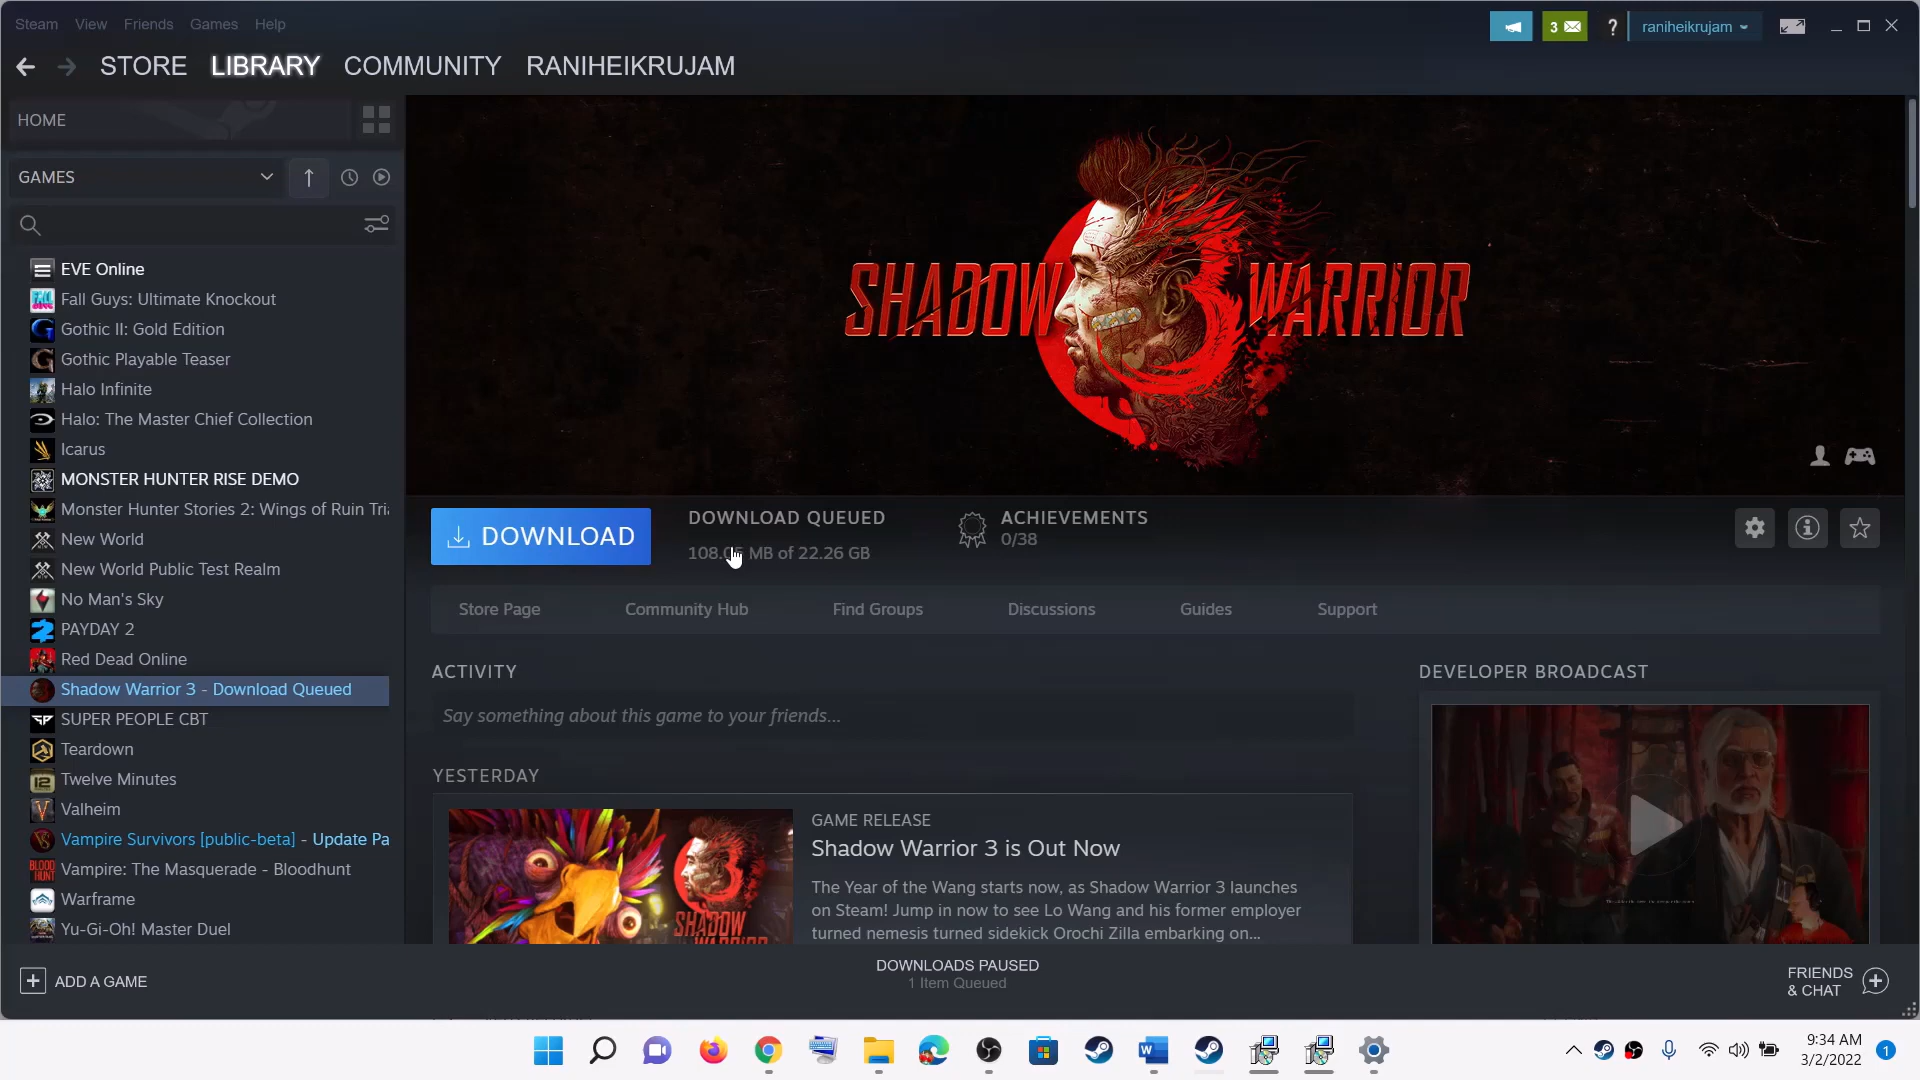 Steam View Friends Games Help
3
?
raniheikrujam
STORE LIBRARY COMMUNITY RANIHEIKRUJAM
HOME
GAMES
EVE Online
Fall Guys: Ultimate Knockout
Gothic II: Gold Edition
Gothic Playable Teaser
Halo Infinite
Halo: The Master Chief Collection
Icarus
MONSTER HUNTER RISE DEMO
Monster Hunter Stories 2: Wings of Ruin Tria
New World
New World Public Test Realm
No Man's Sky
PAYDAY 2
Red Dead Online
Shadow Warrior 3 - Download Queued
SUPER PEOPLE CBT
Teardown
Twelve Minutes
Valheim
Vampire Survivors [public-beta] - Update Pa
Vampire: The Masquerade - Bloodhunt
Warframe
Yu-Gi-Oh! Master Duel
SHADOW 3 WARRIOR
DOWNLOAD
DOWNLOAD QUEUED
MB of 22.26 GB
ACHIEVEMENTS
0/38
Store Page Community Hub Find Groups Discussions Guides Support
ACTIVITY
Say something about this game to your friends...
YESTERDAY
GAME RELEASE
Shadow Warrior 3 is Out Now
The Year of the Wang starts now, as Shadow Warrior 3 launches
on Steam! Jump in now to see Lo Wang and his former employer
turned nemesis turned sidekick Orochi Zilla embarking on...
SHADOW
DEVELOPER BROADCAST
ADD A GAME
DOWNLOADS PAUSED
1 Item Queued
FRIENDS
& CHAT
9:34 AM
3/2/2022
1